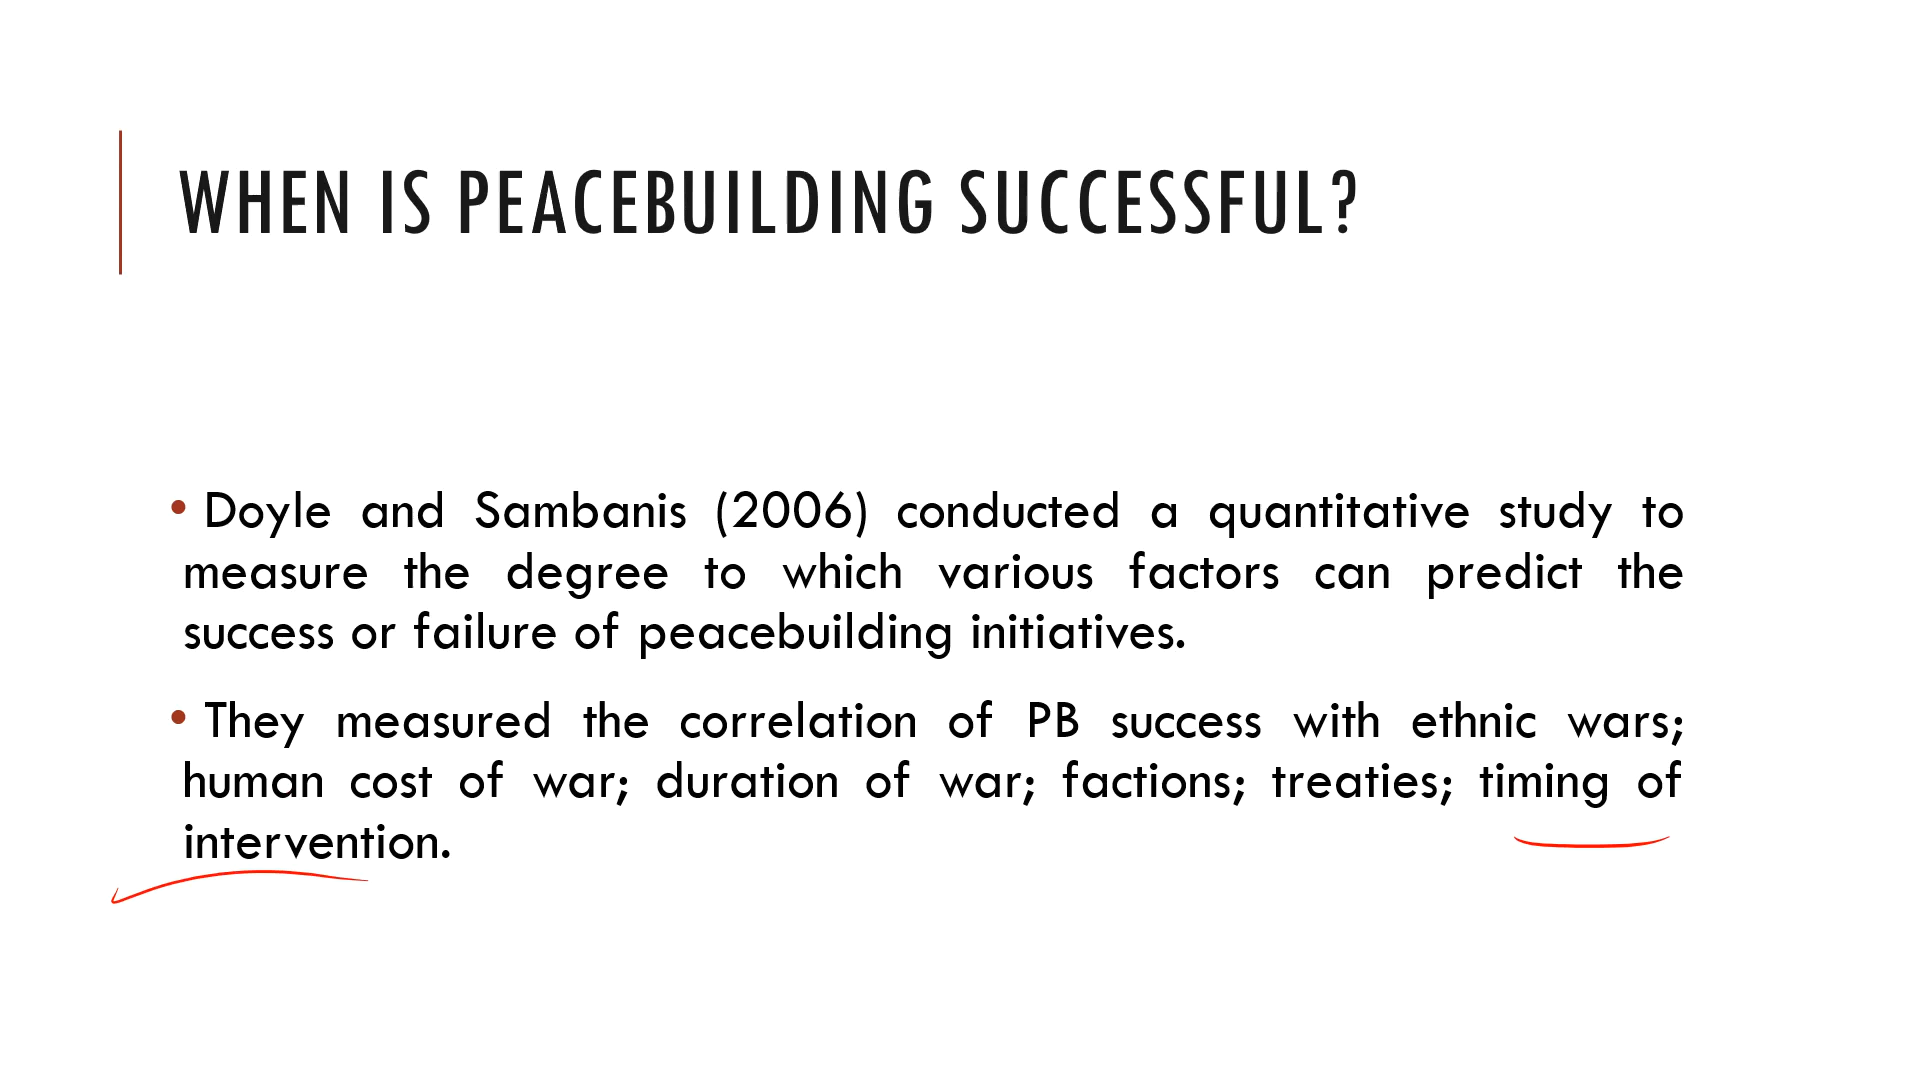 WHEN IS PEACEBUILDING SUCCESSFUL?
• Doyle and Sambanis (2006) conducted a quantitative study to
measure the degree to which various factors can predict the
success or failure of peacebuilding initiatives.
• They measured the correlation of PB success with ethnic wars;
human cost of war; duration of war; factions; treaties; timing of
intervention.